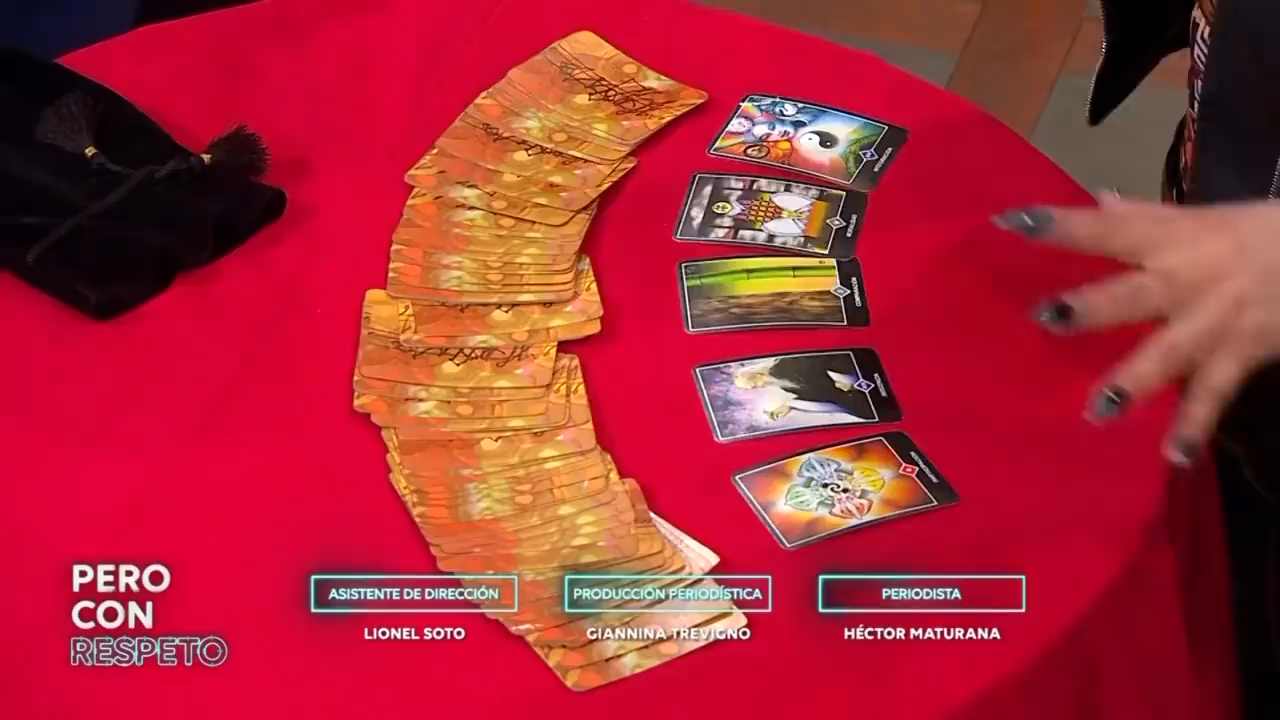 PERO
CON
RESPETO
ASISTENTE DE DIRECCIÓN
LIONEL SOTO
PRODUCCIÓN PERIODÍSTICA
GIANNINA TREVIGNO
PERIODISTA
HÉCTOR MATURANA